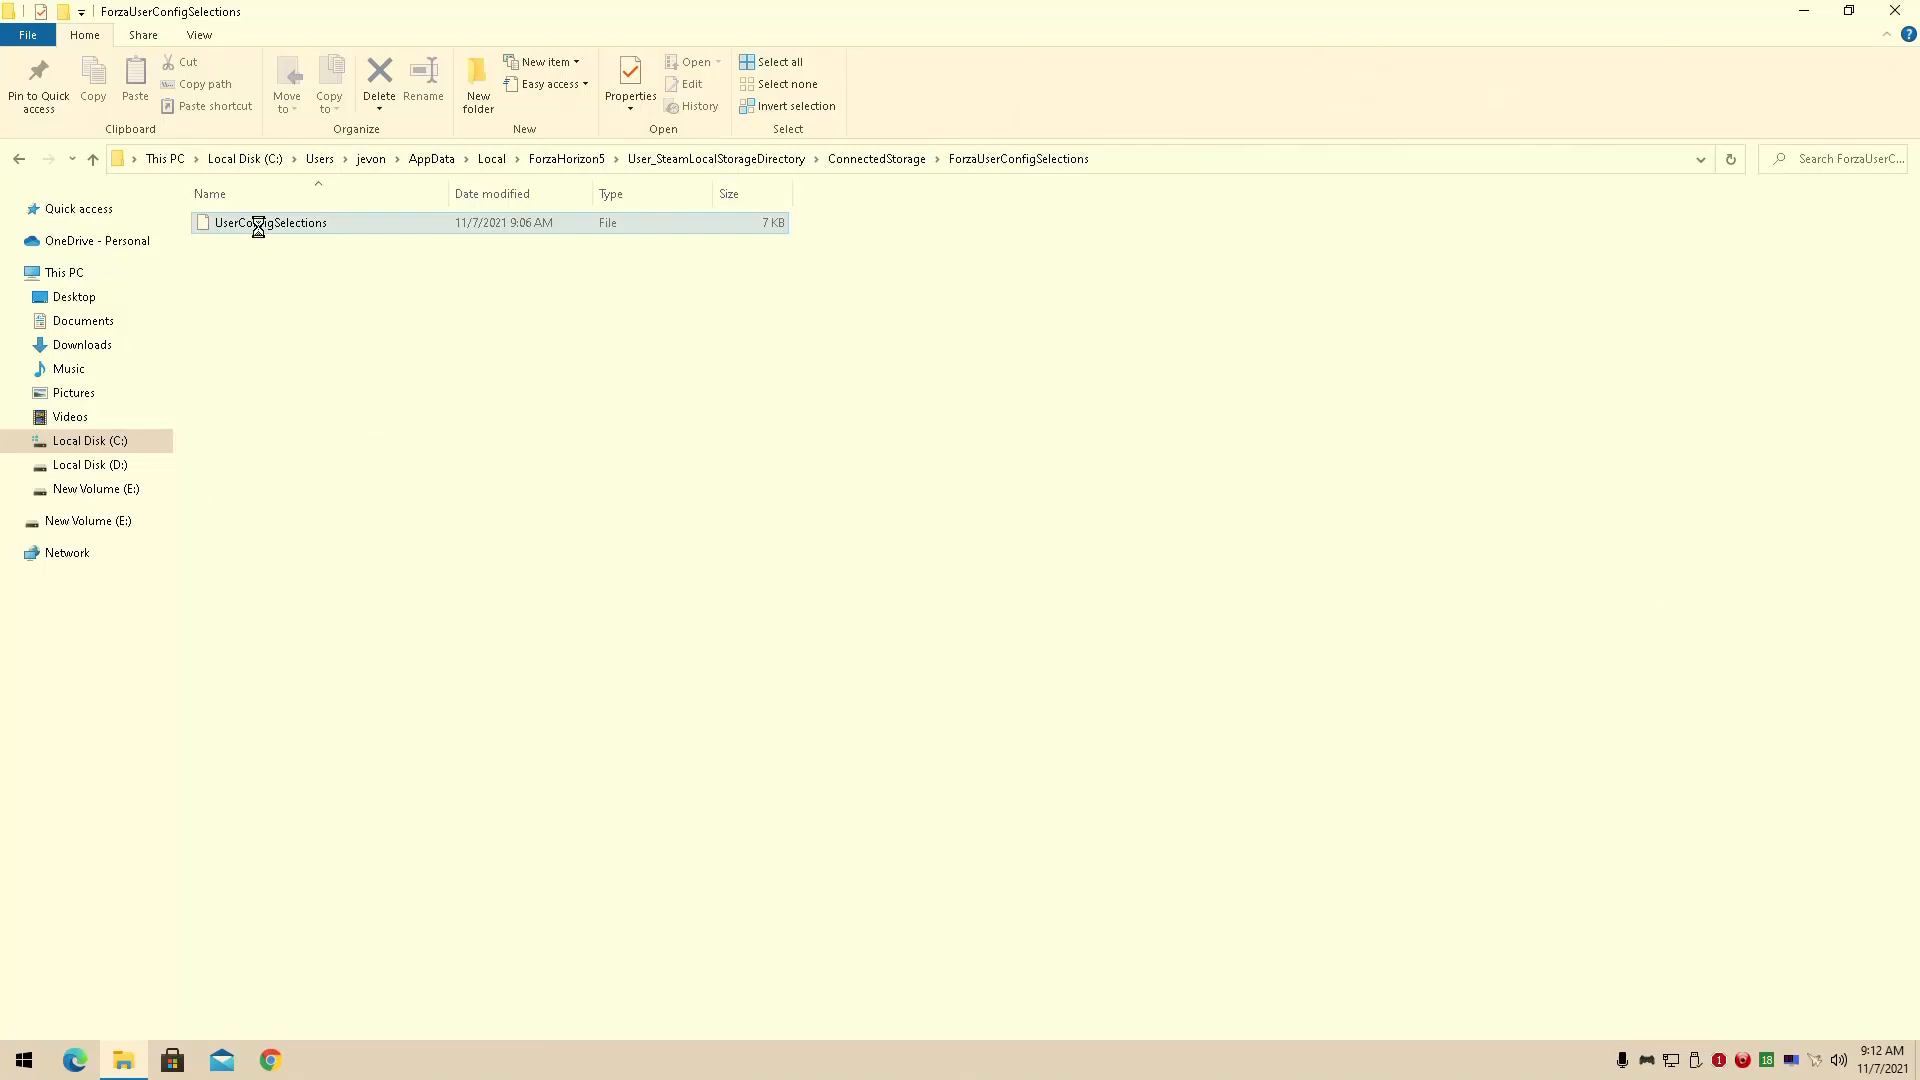 ForzaUserConfigSelections
File Home Share View
Pin to Quick access
Copy
Paste
Cut
Copy path
Paste shortcut
Clipboard
Move to
Copy to
Delete
Rename
Organize
New folder
New item
Easy access
New
Properties
Open
Edit
History
Open
Select all
Select none
Invert selection
Select
This PC Local Disk (C:) Users jevon AppData Local ForzaHorizon5 User_SteamLocalStorageDirectory ConnectedStorage ForzaUserConfigSelections
Search ForzaUserC...
Name Date modified Type Size
UserConfigSelections 11/7/2021 9:06 AM File 7 KB
Quick access
OneDrive - Personal
This PC
Desktop
Documents
Downloads
Music
Pictures
Videos
Local Disk (C:)
Local Disk (D:)
New Volume (E:)
New Volume (E:)
Network
1
18
9:12 AM
11/7/2021